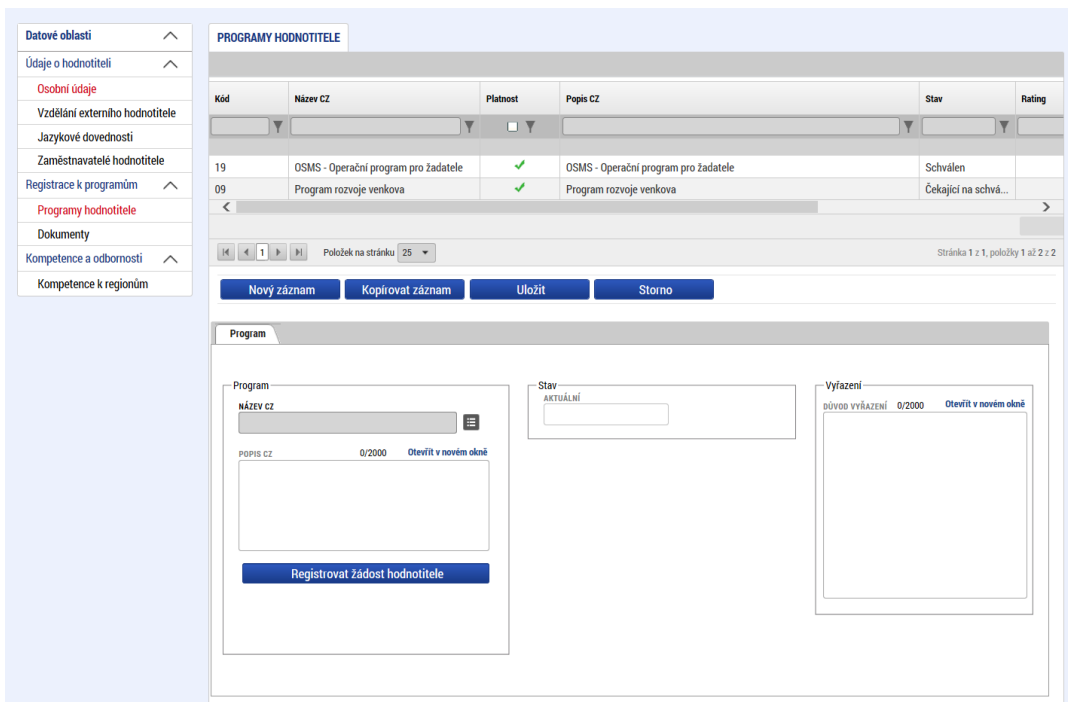 Datové oblasti
Údaje o hodnotiteli
Osobní údaje
Vzdělání externího hodnotitele
Jazykové dovednosti
Zaměstnavatelé hodnotitele
Registrace k programům
Programy hodnotitele
Dokumenty
Kompetence a odbornosti
Kompetence k regionům
PROGRAMY HODNOTITELE
Kód Název CZ Platnost Popis CZ Stav Rating
19 OSMS - Operační program pro žadatele OSMS - Operační program pro žadatele Schválen
09 Program rozvoje venkova Program rozvoje venkova Čekající na schvá...
1 Položek na stránku 25 Stránka 1 z 1, položky 1 až 2 z 2
Nový záznam Kopírovat záznam Uložit Storno
Program
Program
NÁZEV CZ
POPIS CZ 0/2000 Otevřít v novém okně
Registrovat žádost hodnotitele
Stav
AKTUÁLNÍ
Vyřazení
DŮVOD VYŘAZENÍ 0/2000 Otevřít v novém okně